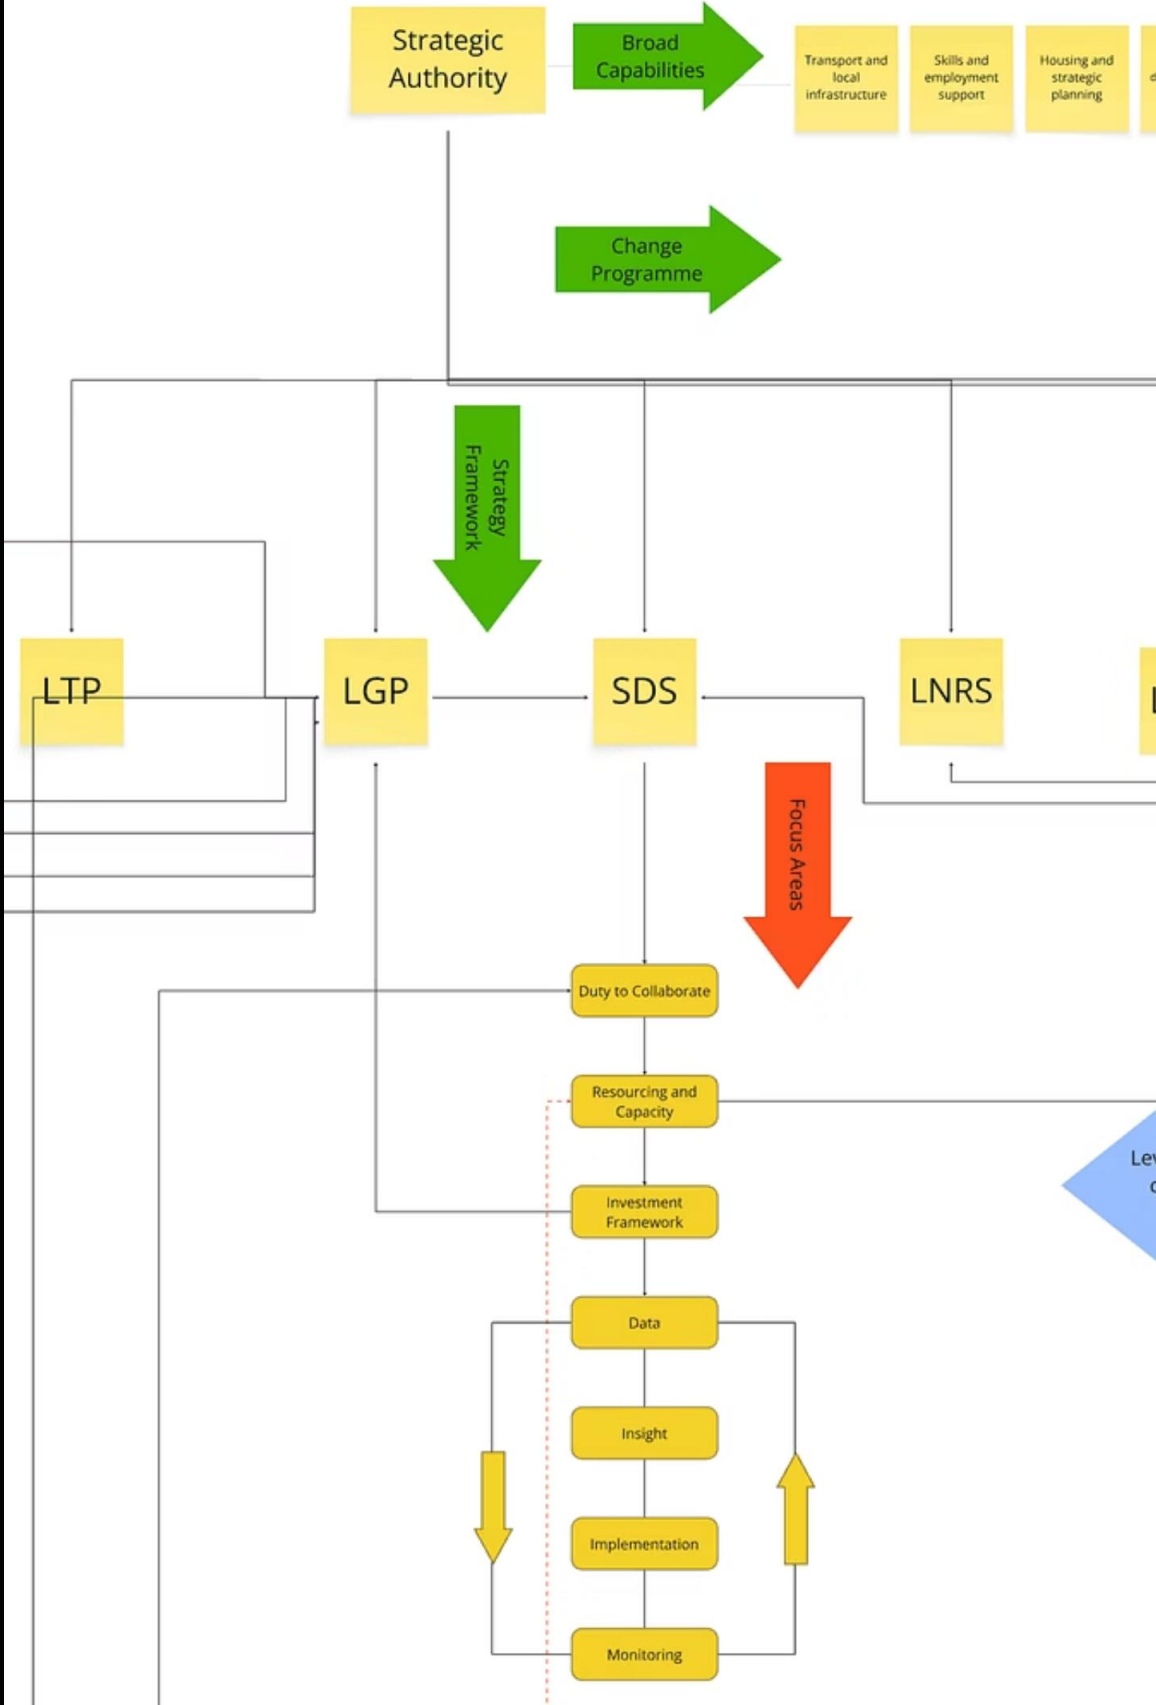 Strategic
Authority
Broad
Capabilities
Transport and
local
infrastructure
Skills and
employment
support
Housing and
strategic
planning
Change
Programme
Strategy
Framework
LTP
LGP
SDS
LNRS
Focus Areas
Duty to Collaborate
Resourcing and
Capacity
Investment
Framework
Data
Insight
Implementation
Monitoring